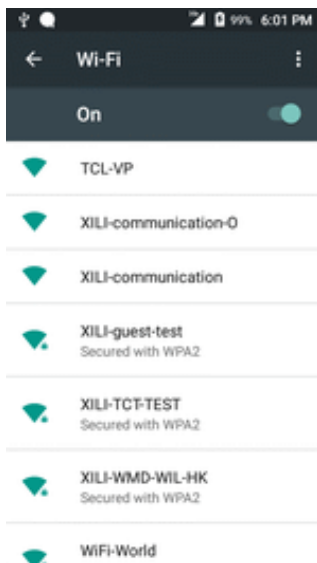 99% 6:01 PM
Wi-Fi
On
TCL-VP
XILI-communication-O
XILI-communication
XILI-guest-test
Secured with WPA2
XILI-TCT-TEST
Secured with WPA2
XILI-WMD-WIL-HK
Secured with WPA2
WiFi-World